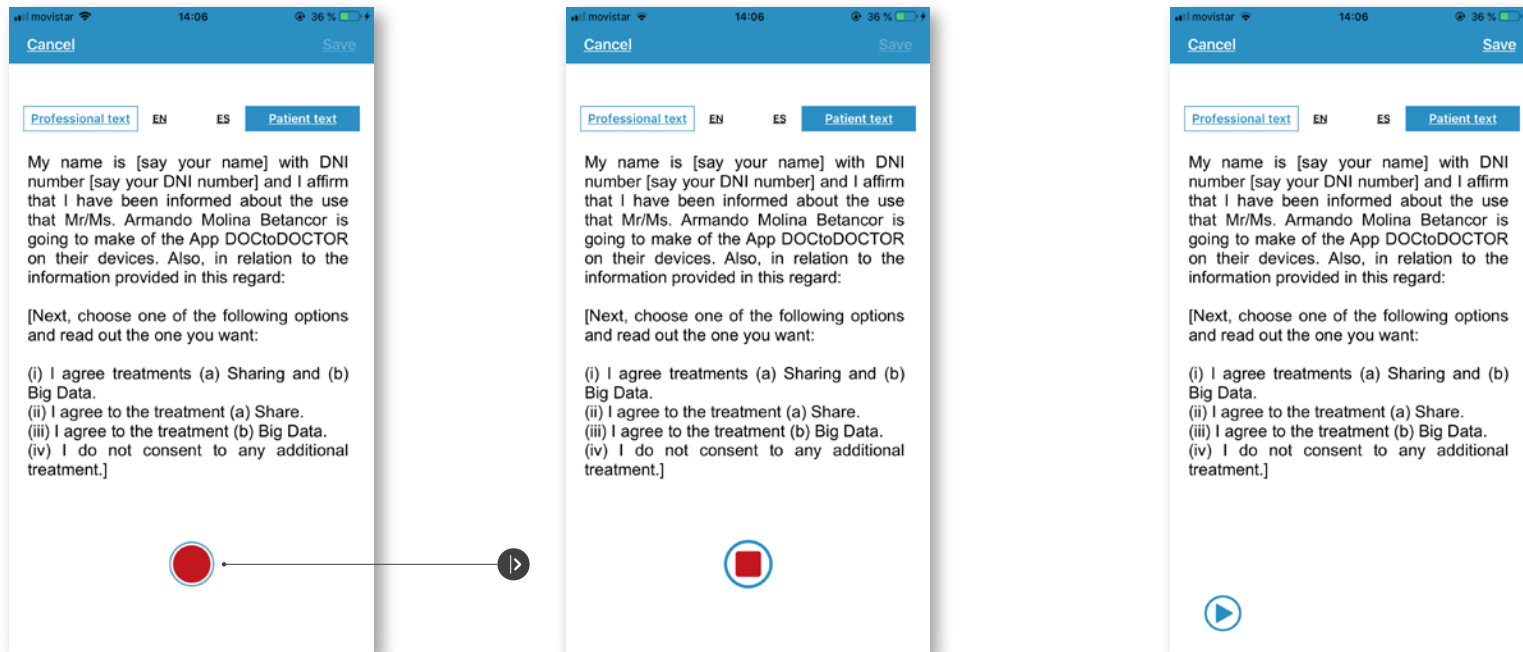 movistar 14:06 36 %
Cancel Save
Professional text EN ES Patient text
My name is [say your name] with DNI
number [say your DNI number] and I affirm
that I have been informed about the use
that Mr/Ms. Armando Molina Betancor is
going to make of the App DOCtoDOCTOR
on their devices. Also, in relation to the
information provided in this regard:
[Next, choose one of the following options
and read out the one you want:
(i) I agree treatments (a) Sharing and (b)
Big Data.
(ii) I agree to the treatment (a) Share.
(iii) I agree to the treatment (b) Big Data.
(iv) I do not consent to any additional
treatment.]
movistar 14:06 36 %
Cancel Save
Professional text EN ES Patient text
My name is [say your name] with DNI
number [say your DNI number] and I affirm
that I have been informed about the use
that Mr/Ms. Armando Molina Betancor is
going to make of the App DOCtoDOCTOR
on their devices. Also, in relation to the
information provided in this regard:
[Next, choose one of the following options
and read out the one you want:
(i) I agree treatments (a) Sharing and (b)
Big Data.
(ii) I agree to the treatment (a) Share.
(iii) I agree to the treatment (b) Big Data.
(iv) I do not consent to any additional
treatment.]
movistar 14:06 36 %
Cancel Save
Professional text EN ES Patient text
My name is [say your name] with DNI
number [say your DNI number] and I affirm
that I have been informed about the use
that Mr/Ms. Armando Molina Betancor is
going to make of the App DOCtoDOCTOR
on their devices. Also, in relation to the
information provided in this regard:
[Next, choose one of the following options
and read out the one you want:
(i) I agree treatments (a) Sharing and (b)
Big Data.
(ii) I agree to the treatment (a) Share.
(iii) I agree to the treatment (b) Big Data.
(iv) I do not consent to any additional
treatment.]